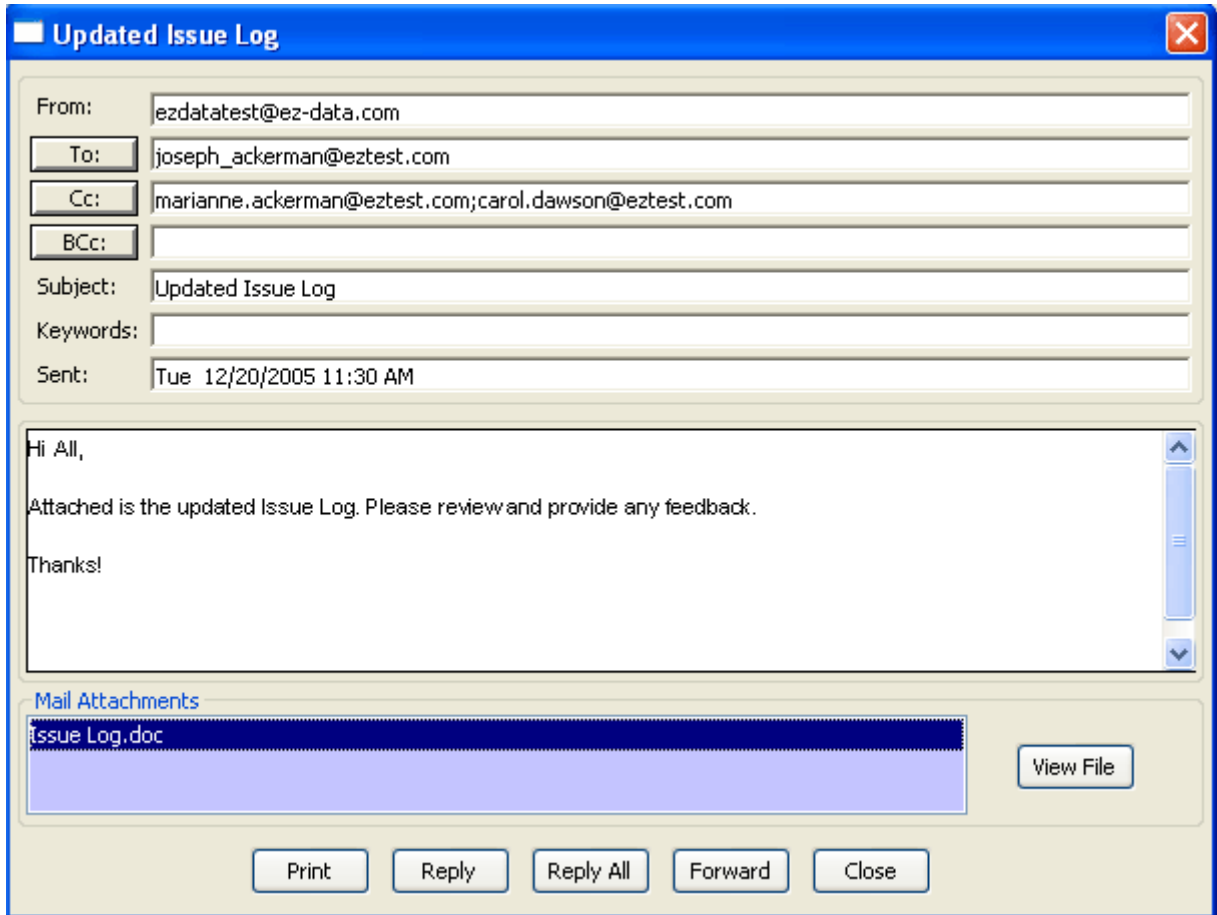 Updated Issue Log
From: ezdatatest@ez-data.com
To: joseph_ackerman@eztest.com
Cc: marianne.ackerman@eztest.com;carol.dawson@eztest.com
BCc:
Subject: Updated Issue Log
Keywords:
Sent: Tue 12/20/2005 11:30 AM
Hi All,
Attached is the updated Issue Log. Please review and provide any feedback.
Thanks!
Mail Attachments
Issue Log.doc
View File
Print Reply Reply All Forward Close